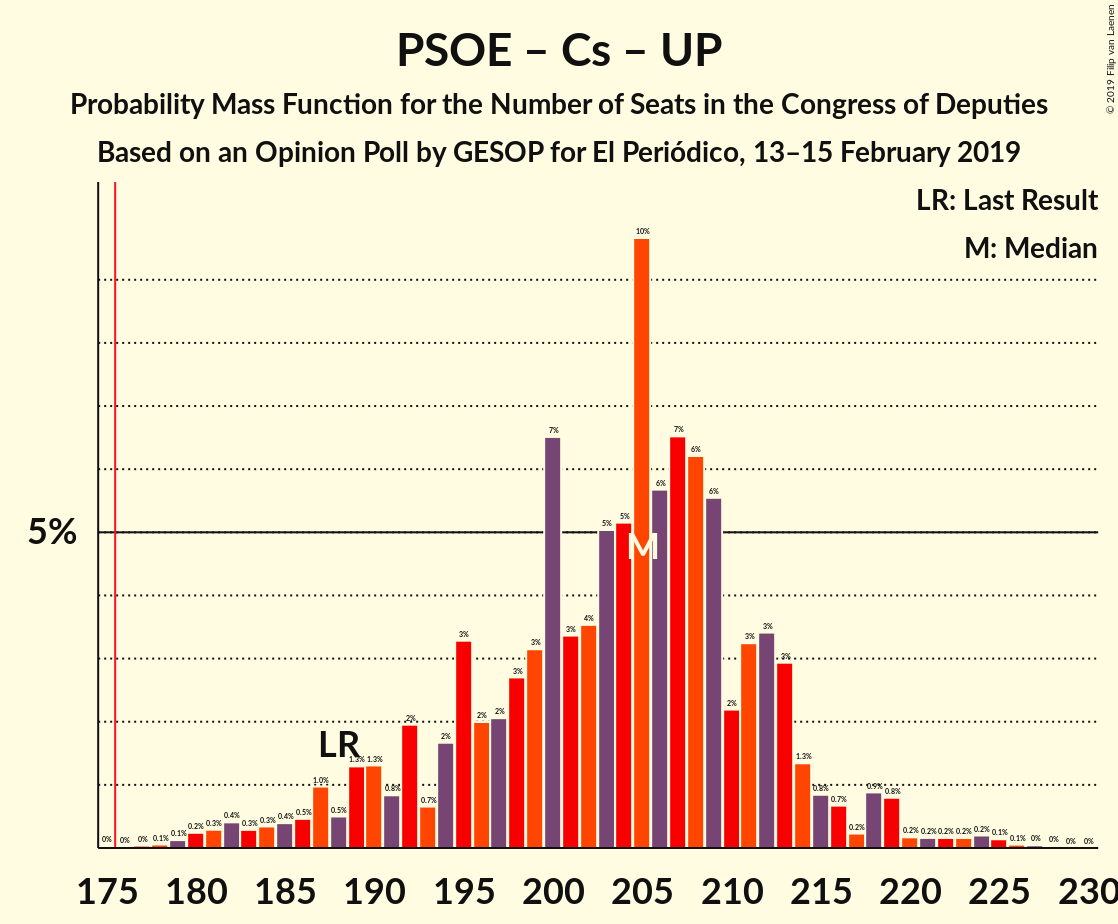 PSOE – Cs – UP
Probability Mass Function for the Number of Seats in the Congress of Deputies
Based on an Opinion Poll by GESOP for El Periódico, 13–15 February 2019
© 2019 Filip van Laenen
LR: Last Result
M: Median
5%
LR
M
0% 0% 0% 0.1% 0.1% 0.2% 0.3% 0.4% 0.3% 0.3% 0.4% 0.5% 1.0% 0.5% 1.3% 1.3% 0.8% 2% 0.7% 2% 3% 2% 2% 3% 3% 7% 3% 4% 5% 5% 10% 6% 7% 6% 6% 2% 3% 3% 3% 1.3% 0.8% 0.7% 0.2% 0.9% 0.8% 0.2% 0.2% 0.2% 0.2% 0.2% 0.1% 0.1% 0% 0% 0% 0%
175 180 185 190 195 200 205 210 215 220 225 230